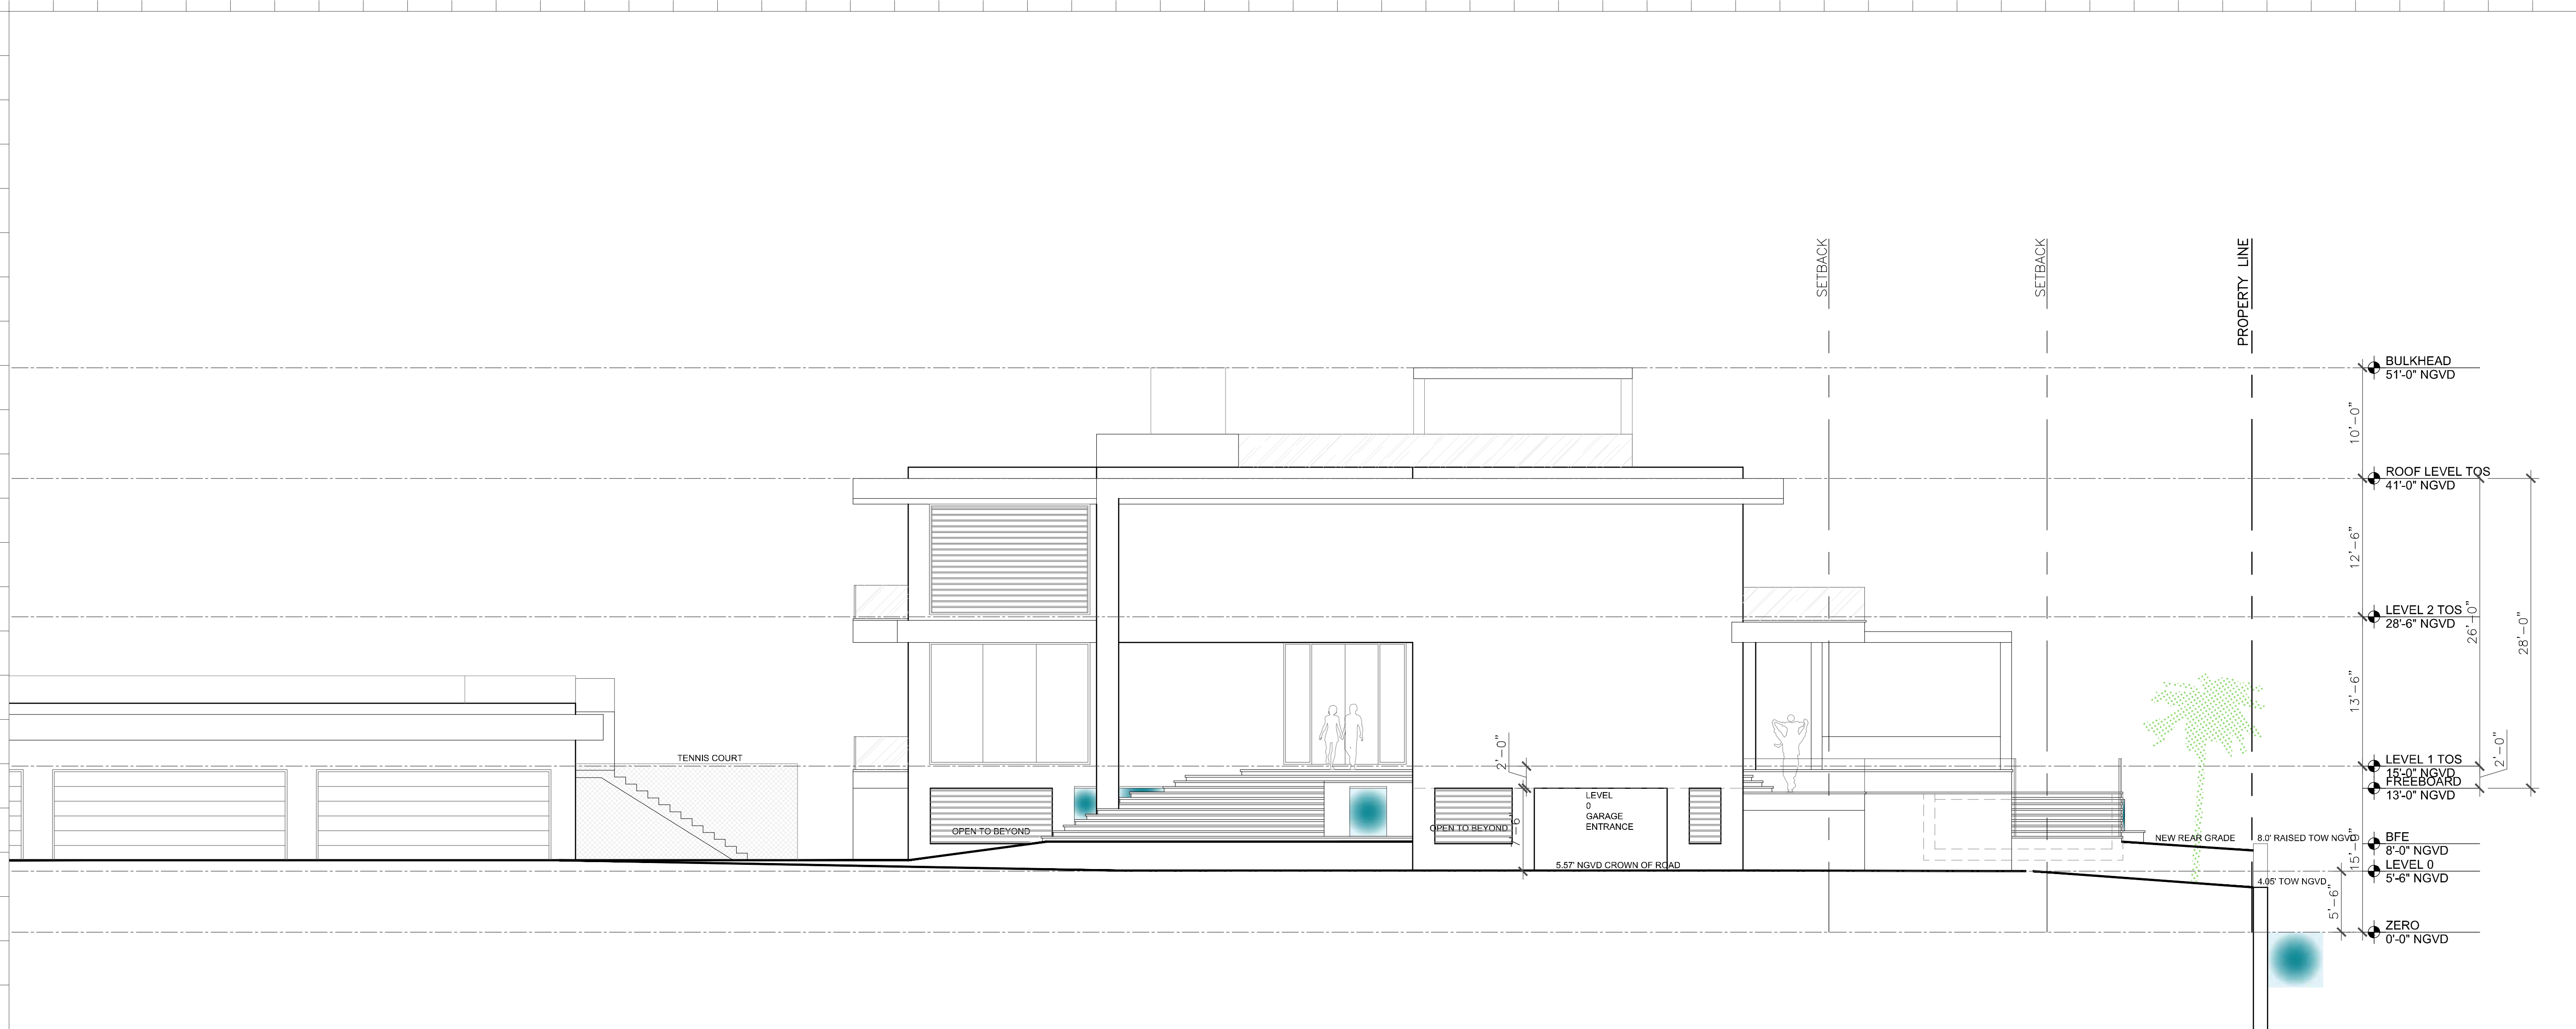 SETBACK
SETBACK
PROPERTY LINE
BULKHEAD
51'-0" NGVD
10'-0"
ROOF LEVEL TOS
41'-0" NGVD
12'-6"
LEVEL 2 TOS
28'-6" NGVD
26'-0"
28'-0"
13'-6"
TENNIS COURT
2'-0"
2'-0"
LEVEL 1 TOS
15'-0" NGVD
FREEBOARD
13'-0" NGVD
LEVEL
0
GARAGE
ENTRANCE
OPEN TO BEYOND
OPEN TO BEYOND
7'-6"
NEW REAR GRADE
8.0' RAISED TOW NGVD
BFE
8'-0" NGVD
15'-0"
5.57' NGVD CROWN OF ROAD
LEVEL 0
5'-6" NGVD
4.05' TOW NGVD
5'-6"
ZERO
0'-0" NGVD